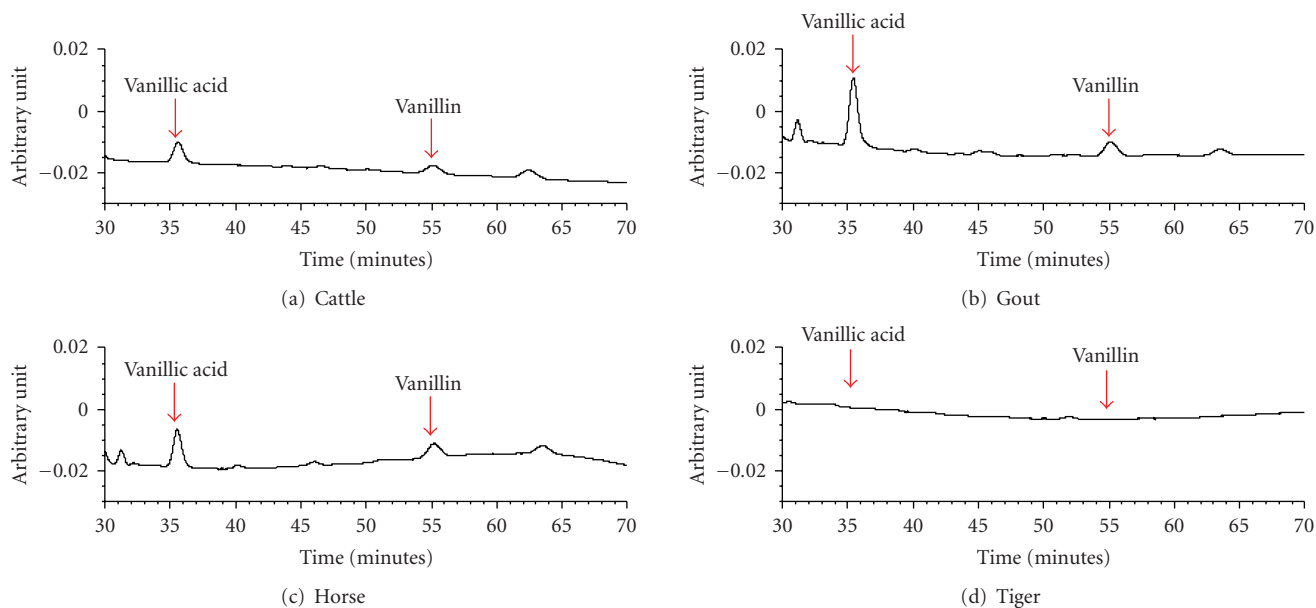 0.02
0
−0.02
Arbitrary unit
Vanillic acid
Vanillin
30 35 40 45 50 55 60 65 70
Time (minutes)
(a) Cattle
0.02
0
−0.02
Arbitrary unit
Vanillic acid
Vanillin
30 35 40 45 50 55 60 65 70
Time (minutes)
(b) Gout
0.02
0
−0.02
Arbitrary unit
Vanillic acid
Vanillin
30 35 40 45 50 55 60 65 70
Time (minutes)
(c) Horse
0.02
0
−0.02
Arbitrary unit
Vanillic acid
Vanillin
30 35 40 45 50 55 60 65 70
Time (minutes)
(d) Tiger